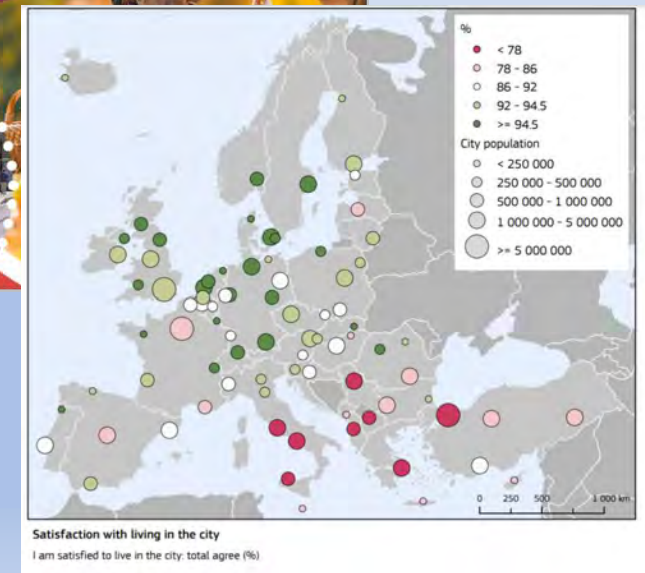 %
< 78
78 - 86
86 - 92
92 - 94.5
>= 94.5
City population
< 250 000
250 000 - 500 000
500 000 - 1 000 000
1 000 000 - 5 000 000
>= 5 000 000
0 250 500 1 000 km
Satisfaction with living in the city
I am satisfied to live in the city: total agree (%)